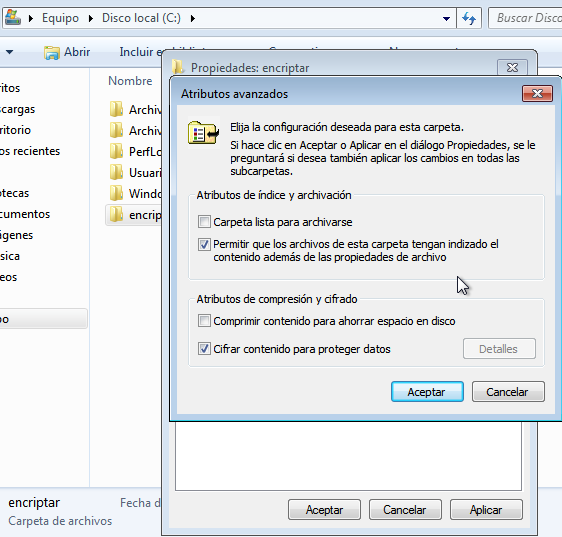 Equipo
Disco local (C:)
Buscar Disco
Abrir
Incluir
Nombre
Propiedades: encriptar
Atributos avanzados
Elija la configuración deseada para esta carpeta.
Si hace clic en Aceptar o Aplicar en el diálogo Propiedades, se le
preguntará si desea también aplicar los cambios en todas las
subcarpetas.
Atributos de índice y archivación
Carpeta lista para archivarse
Permitir que los archivos de esta carpeta tengan indizado el
contenido además de las propiedades de archivo
Atributos de compresión y cifrado
Comprimir contenido para ahorrar espacio en disco
Cifrar contenido para proteger datos
Detalles
Aceptar
Cancelar
ritos
scargas
critorio
os recientes
otecas
cumentos
ágenes
sica
eos
po
Archiv
Archiv
PerfLo
Usuari
Windo
encrip
Aceptar
Cancelar
Aplicar
encriptar
Fecha d
Carpeta de archivos